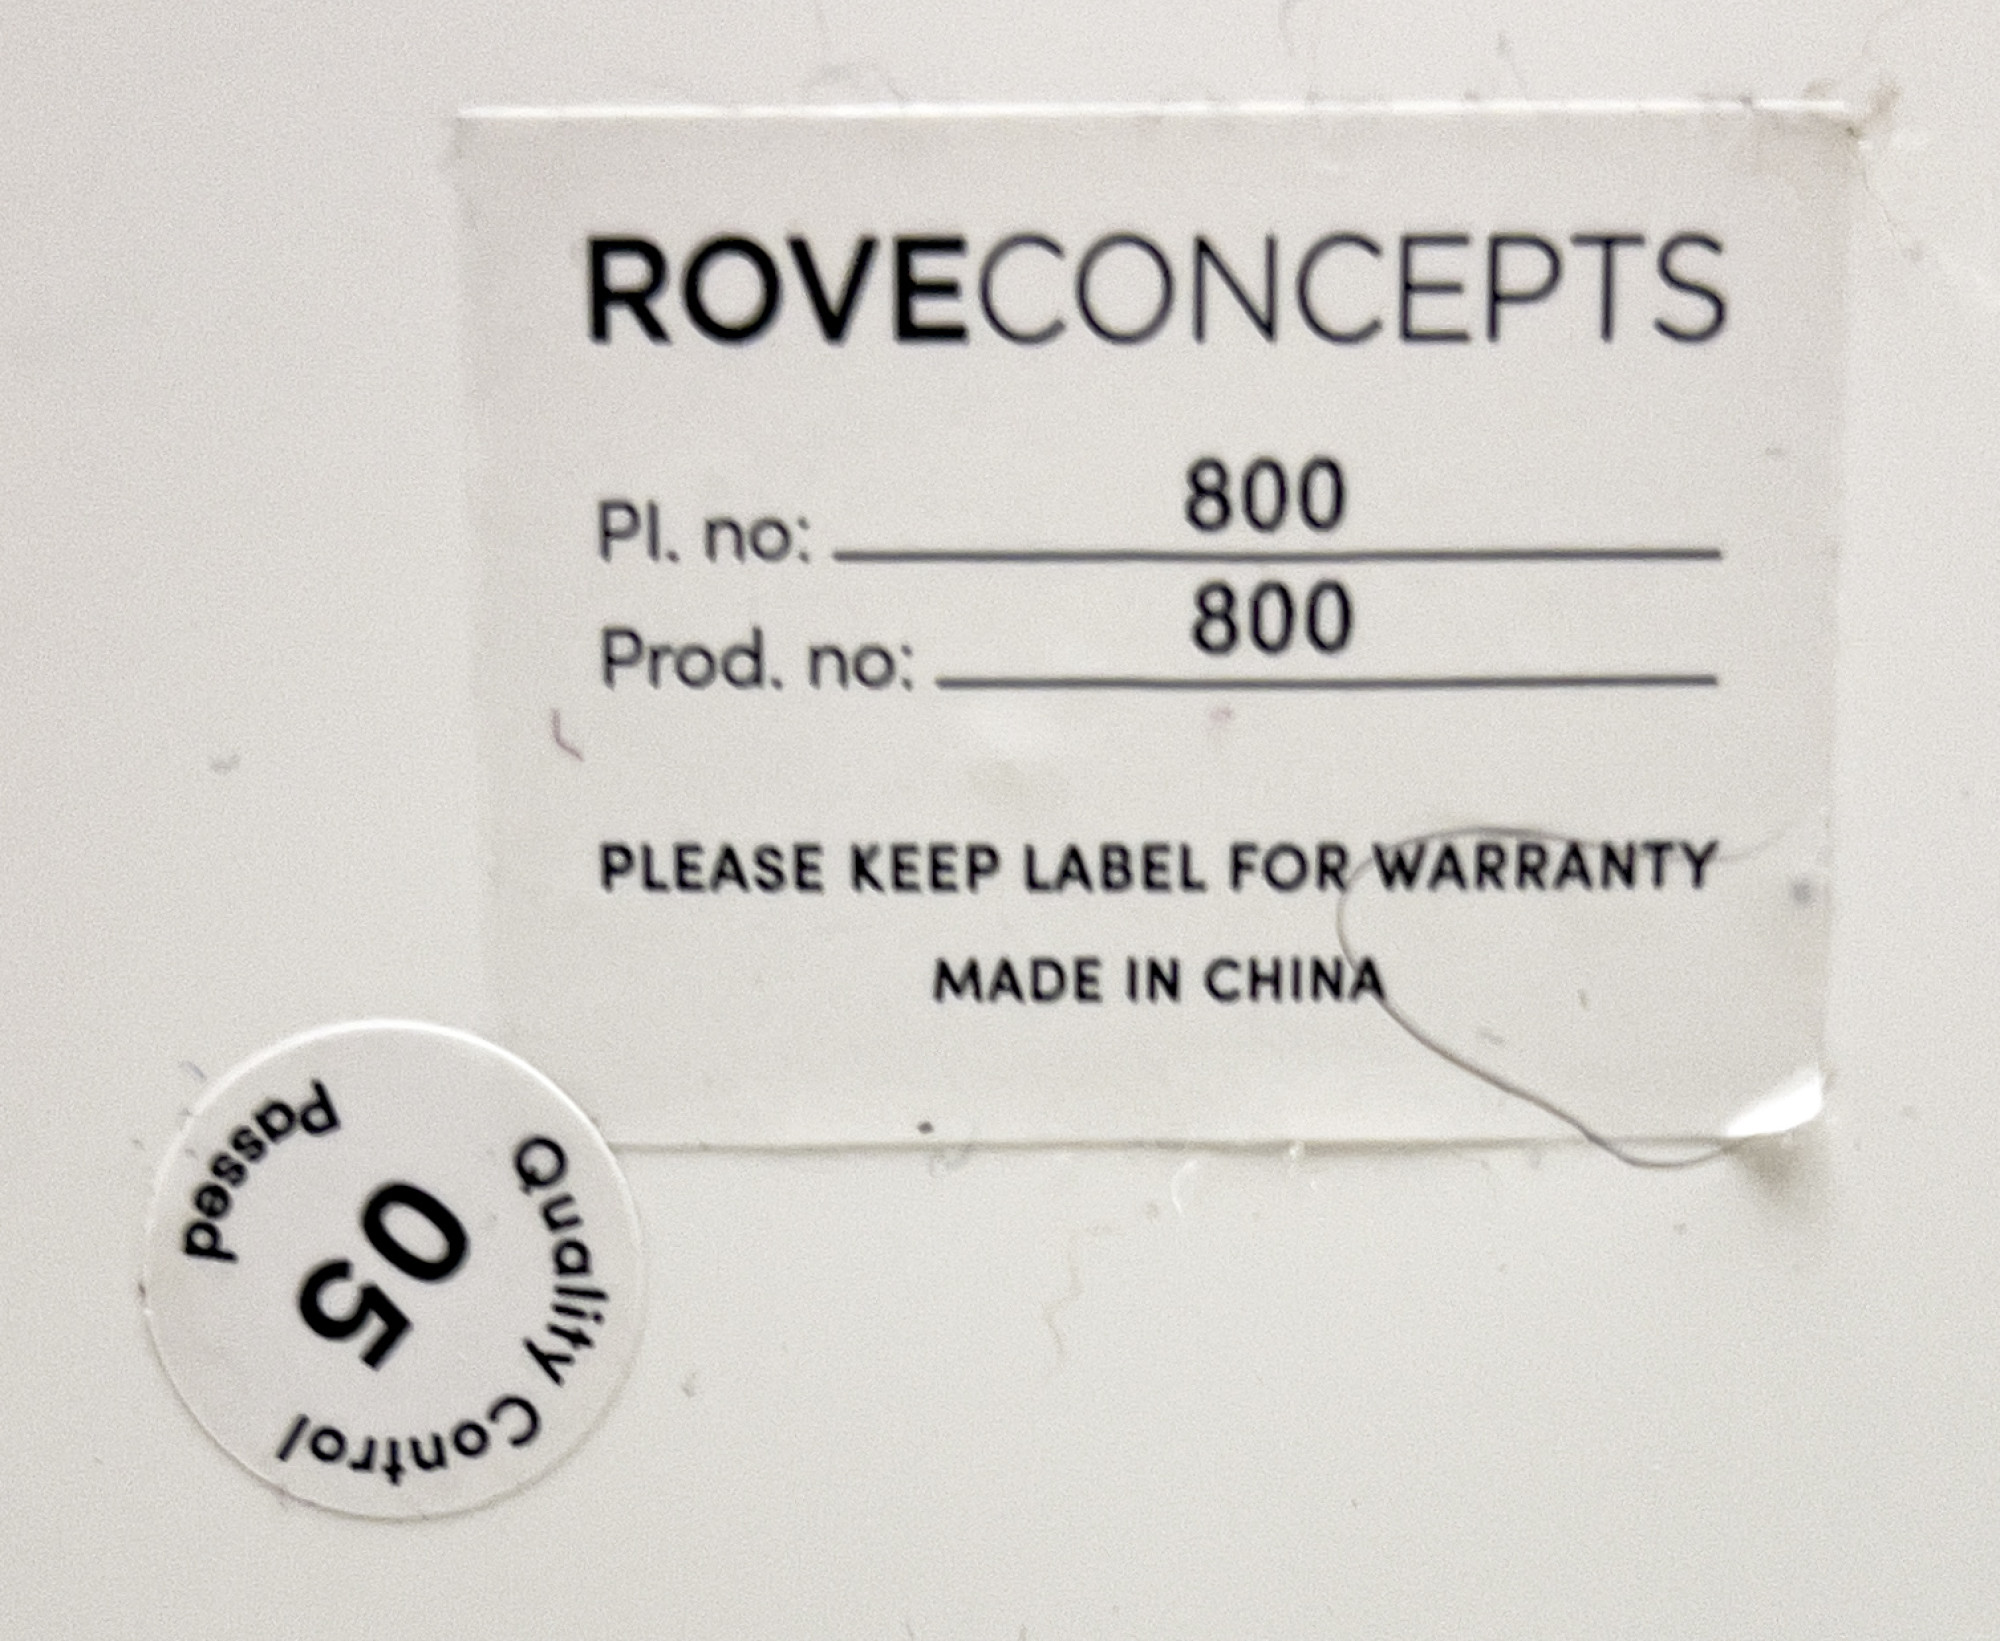 ROVECONCEPTS
Pl. no: 800
Prod. no: 800
PLEASE KEEP LABEL FOR WARRANTY
MADE IN CHINA
Quality Control
05
Passed